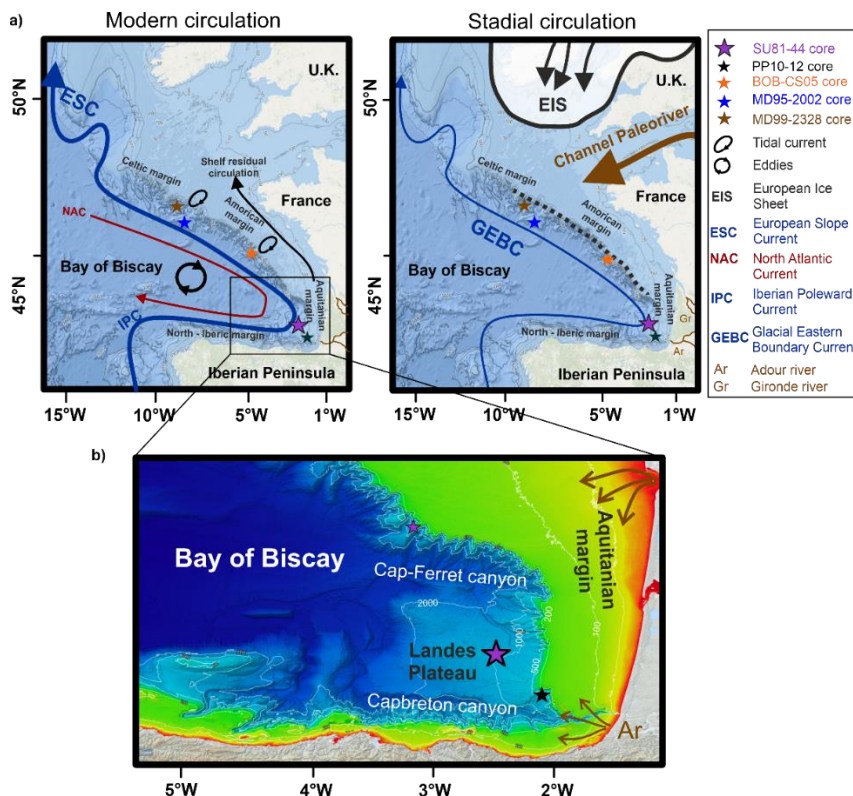 a)
Modern circulation
Stadial circulation
U.K.
50°N
ESC
Celtic margin
Shelf residual
circulation
France
Amorican
margin
NAC
Bay of Biscay
45°N
Aquitanian
margin
IPC
North - Iberic margin
Iberian Peninsula
15°W
10°W
5°W
1°W
U.K.
50°N
EIS
Channel Paleoriver
Celtic margin
France
Amorican
margin
GEBC
Bay of Biscay
45°N
Aquitanian
margin
Gr
North - Iberic margin
Ar
Iberian Peninsula
15°W
10°W
5°W
1°W
SU81-44 core
PP10-12 core
BOB-CS05 core
MD95-2002 core
MD99-2328 core
Tidal current
Eddies
EIS European Ice
Sheet
ESC European Slope
Current
NAC North Atlantic
Current
IPC Iberian Poleward
Current
GEBC Glacial Eastern
Boundary Current
Ar Adour river
Gr Gironde river
b)
Bay of Biscay
Aquitanian
margin
Cap-Ferret canyon
2000
200
100
1000
500
Landes
Plateau
Capbreton canyon
Ar
5°W
4°W
3°W
2°W